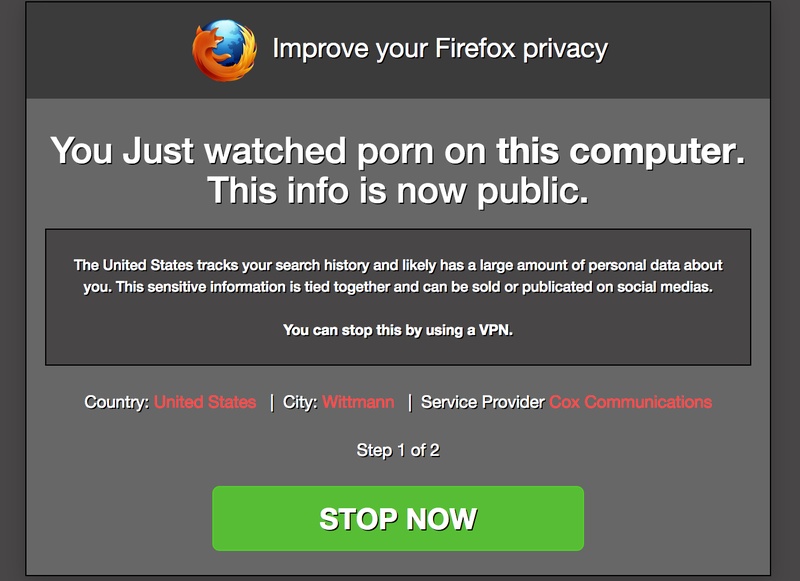 Improve your Firefox privacy
You Just watched porn on this computer.
This info is now public.
The United States tracks your search history and likely has a large amount of personal data about
you. This sensitive information is tied together and can be sold or publicated on social medias.
You can stop this by using a VPN.
Country: United States | City: Wittmann | Service Provider Cox Communications
Step 1 of 2
STOP NOW